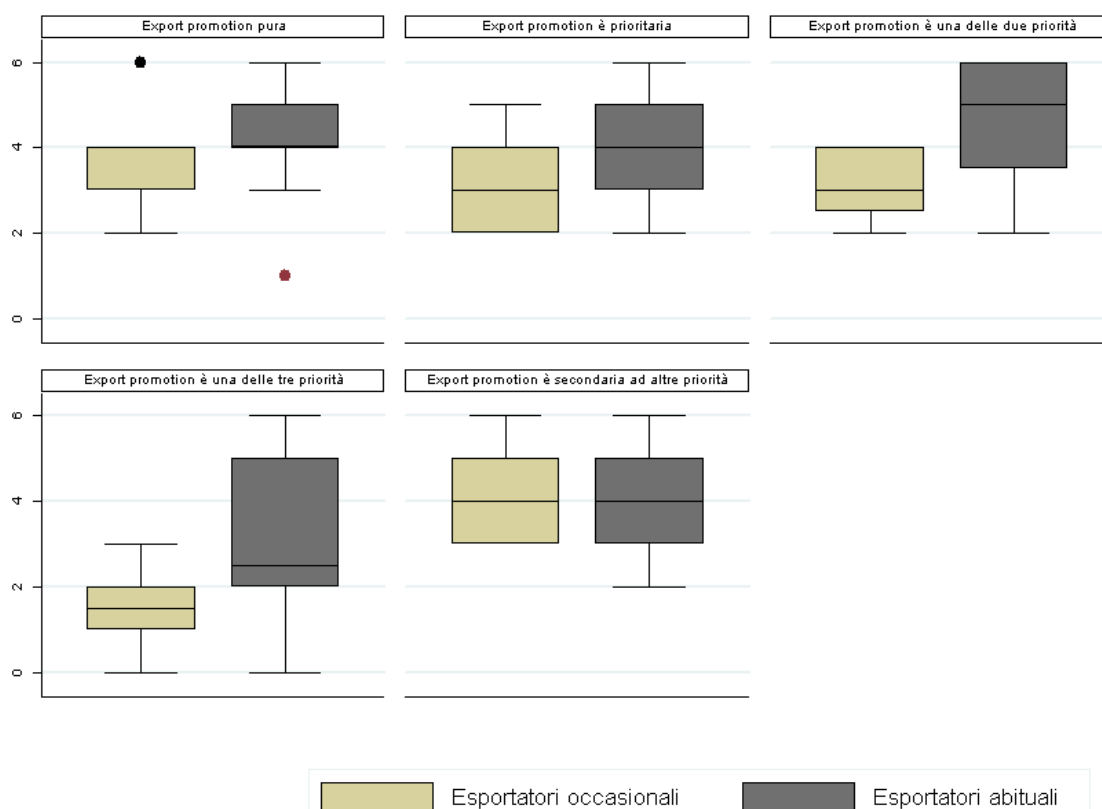 Export promotion pura
Export promotion è prioritaria
Export promotion è una delle due priorità
6
4
2
0
Export promotion è una delle tre priorità
Export promotion è secondaria ad altre priorità
6
4
2
0
Esportatori occasionali
Esportatori abituali